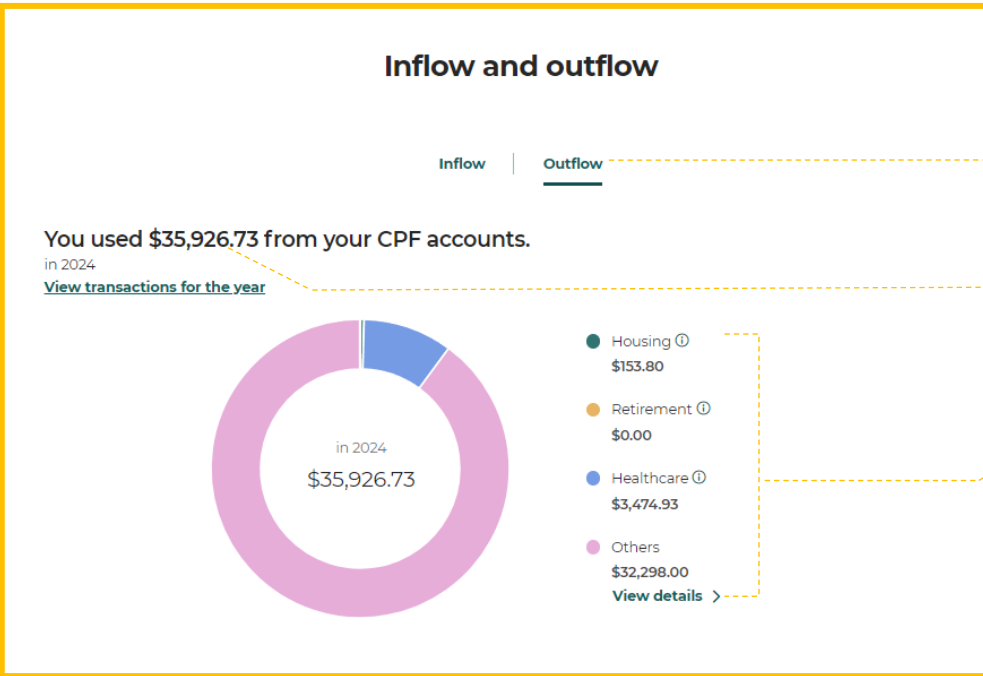 Inflow and outflow
Inflow
Outflow
You used $35,926.73 from your CPF accounts.
in 2024
View transactions for the year
in 2024
$35,926.73
Housing
$153.80
Retirement
$0.00
Healthcare
$3,474.93
Others
$32,298.00
View details